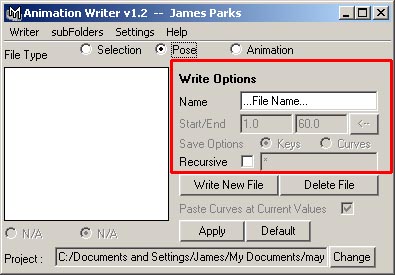 Animation Writer v1.2 -- James Parks
Writer subFolders Settings Help
File Type Selection Pose Animation
Write Options
Name ...File Name...
Start/End 1.0 60.0 <--
Save Options Keys Curves
Recursive *
Write New File Delete File
Paste Curves at Current Values
N/A N/A Apply Default
Project : C:/Documents and Settings/James/My Documents/may Change